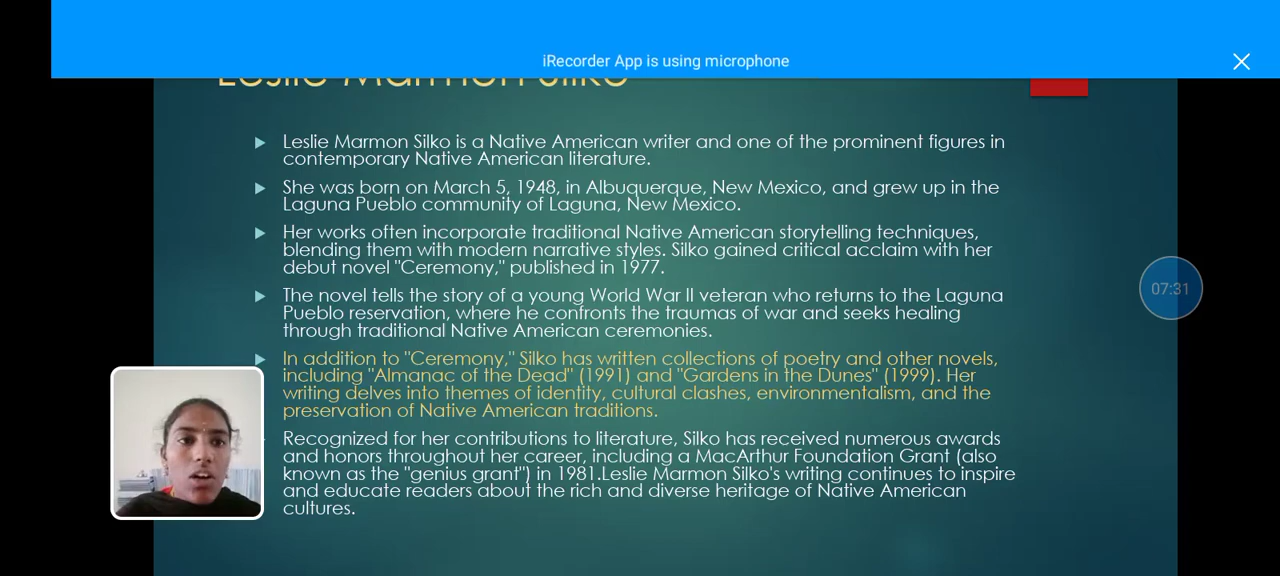 iRecorder App is using microphone
Leslie Marmon Silko
Leslie Marmon Silko is a Native American writer and one of the prominent figures in
contemporary Native American literature.
She was born on March 5, 1948, in Albuquerque, New Mexico, and grew up in the
Laguna Pueblo community of Laguna, New Mexico.
Her works often incorporate traditional Native American storytelling techniques,
blending them with modern narrative styles. Silko gained critical acclaim with her
debut novel "Ceremony," published in 1977.
The novel tells the story of a young World War II veteran who returns to the Laguna
Pueblo reservation, where he confronts the traumas of war and seeks healing
through traditional Native American ceremonies.
07:31
In addition to "Ceremony," Silko has written collections of poetry and other novels,
including "Almanac of the Dead" (1991) and "Gardens in the Dunes" (1999). Her
writing delves into themes of identity, cultural clashes, environmentalism, and the
preservation of Native American traditions.
Recognized for her contributions to literature, Silko has received numerous awards
and honors throughout her career, including a MacArthur Foundation Grant (also
known as the "genius grant") in 1981.Leslie Marmon Silko's writing continues to inspire
and educate readers about the rich and diverse heritage of Native American
cultures.